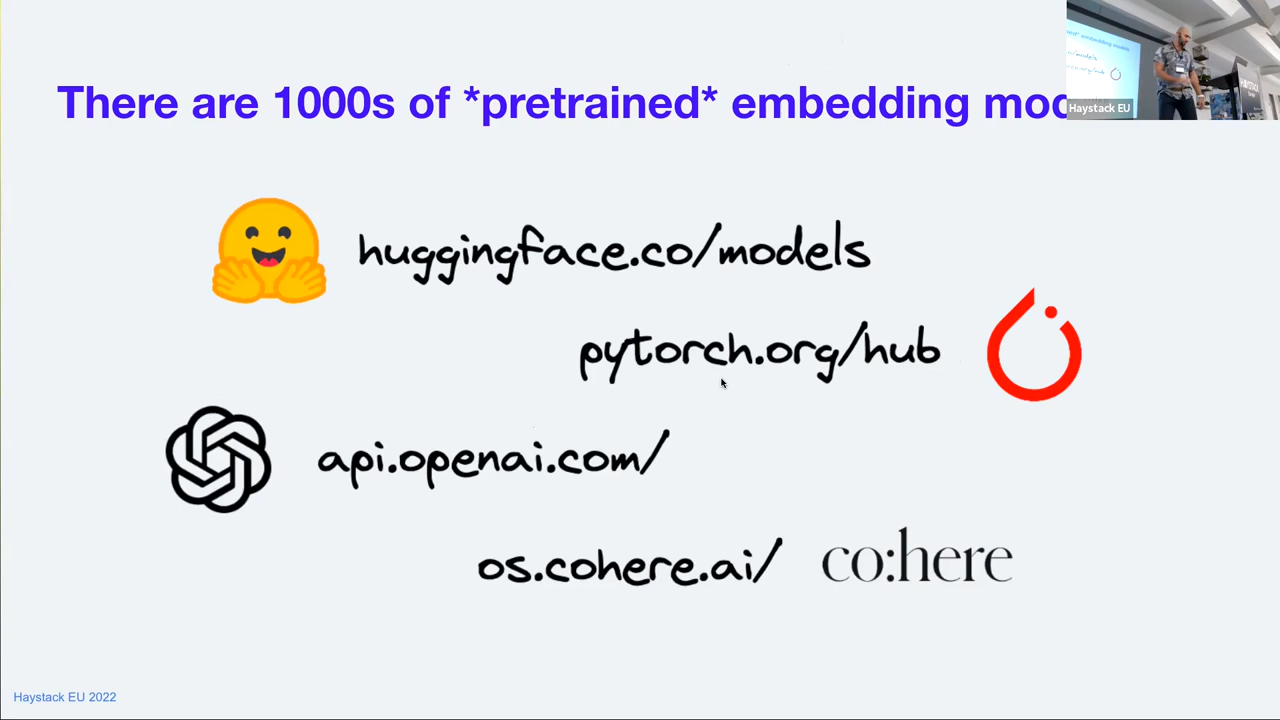 There are 1000s of *pretrained* embedding mo
Haystack EU
huggingface.co/models
pytorch.org/hub
api.openai.com/
os.cohere.ai/
co:here
Haystack EU 2022